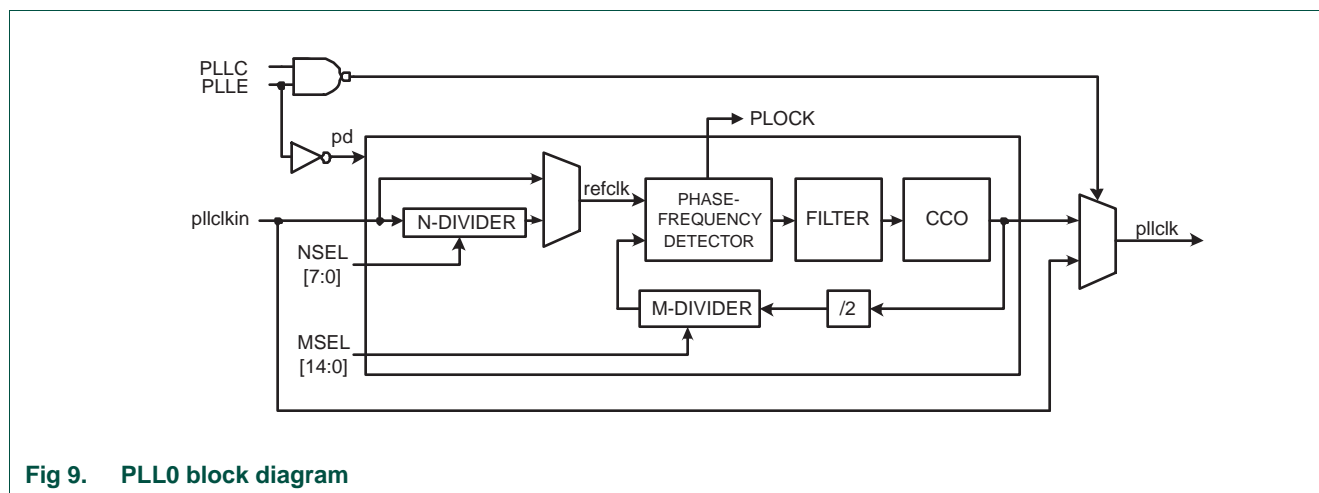 PLLC
PLLE
pd
PLOCK
pllclkin
N-DIVIDER
refclk
PHASE-
FREQUENCY
DETECTOR
FILTER
CCO
pllclk
NSEL
[7:0]
M-DIVIDER
/2
MSEL
[14:0]
Fig 9. PLL0 block diagram